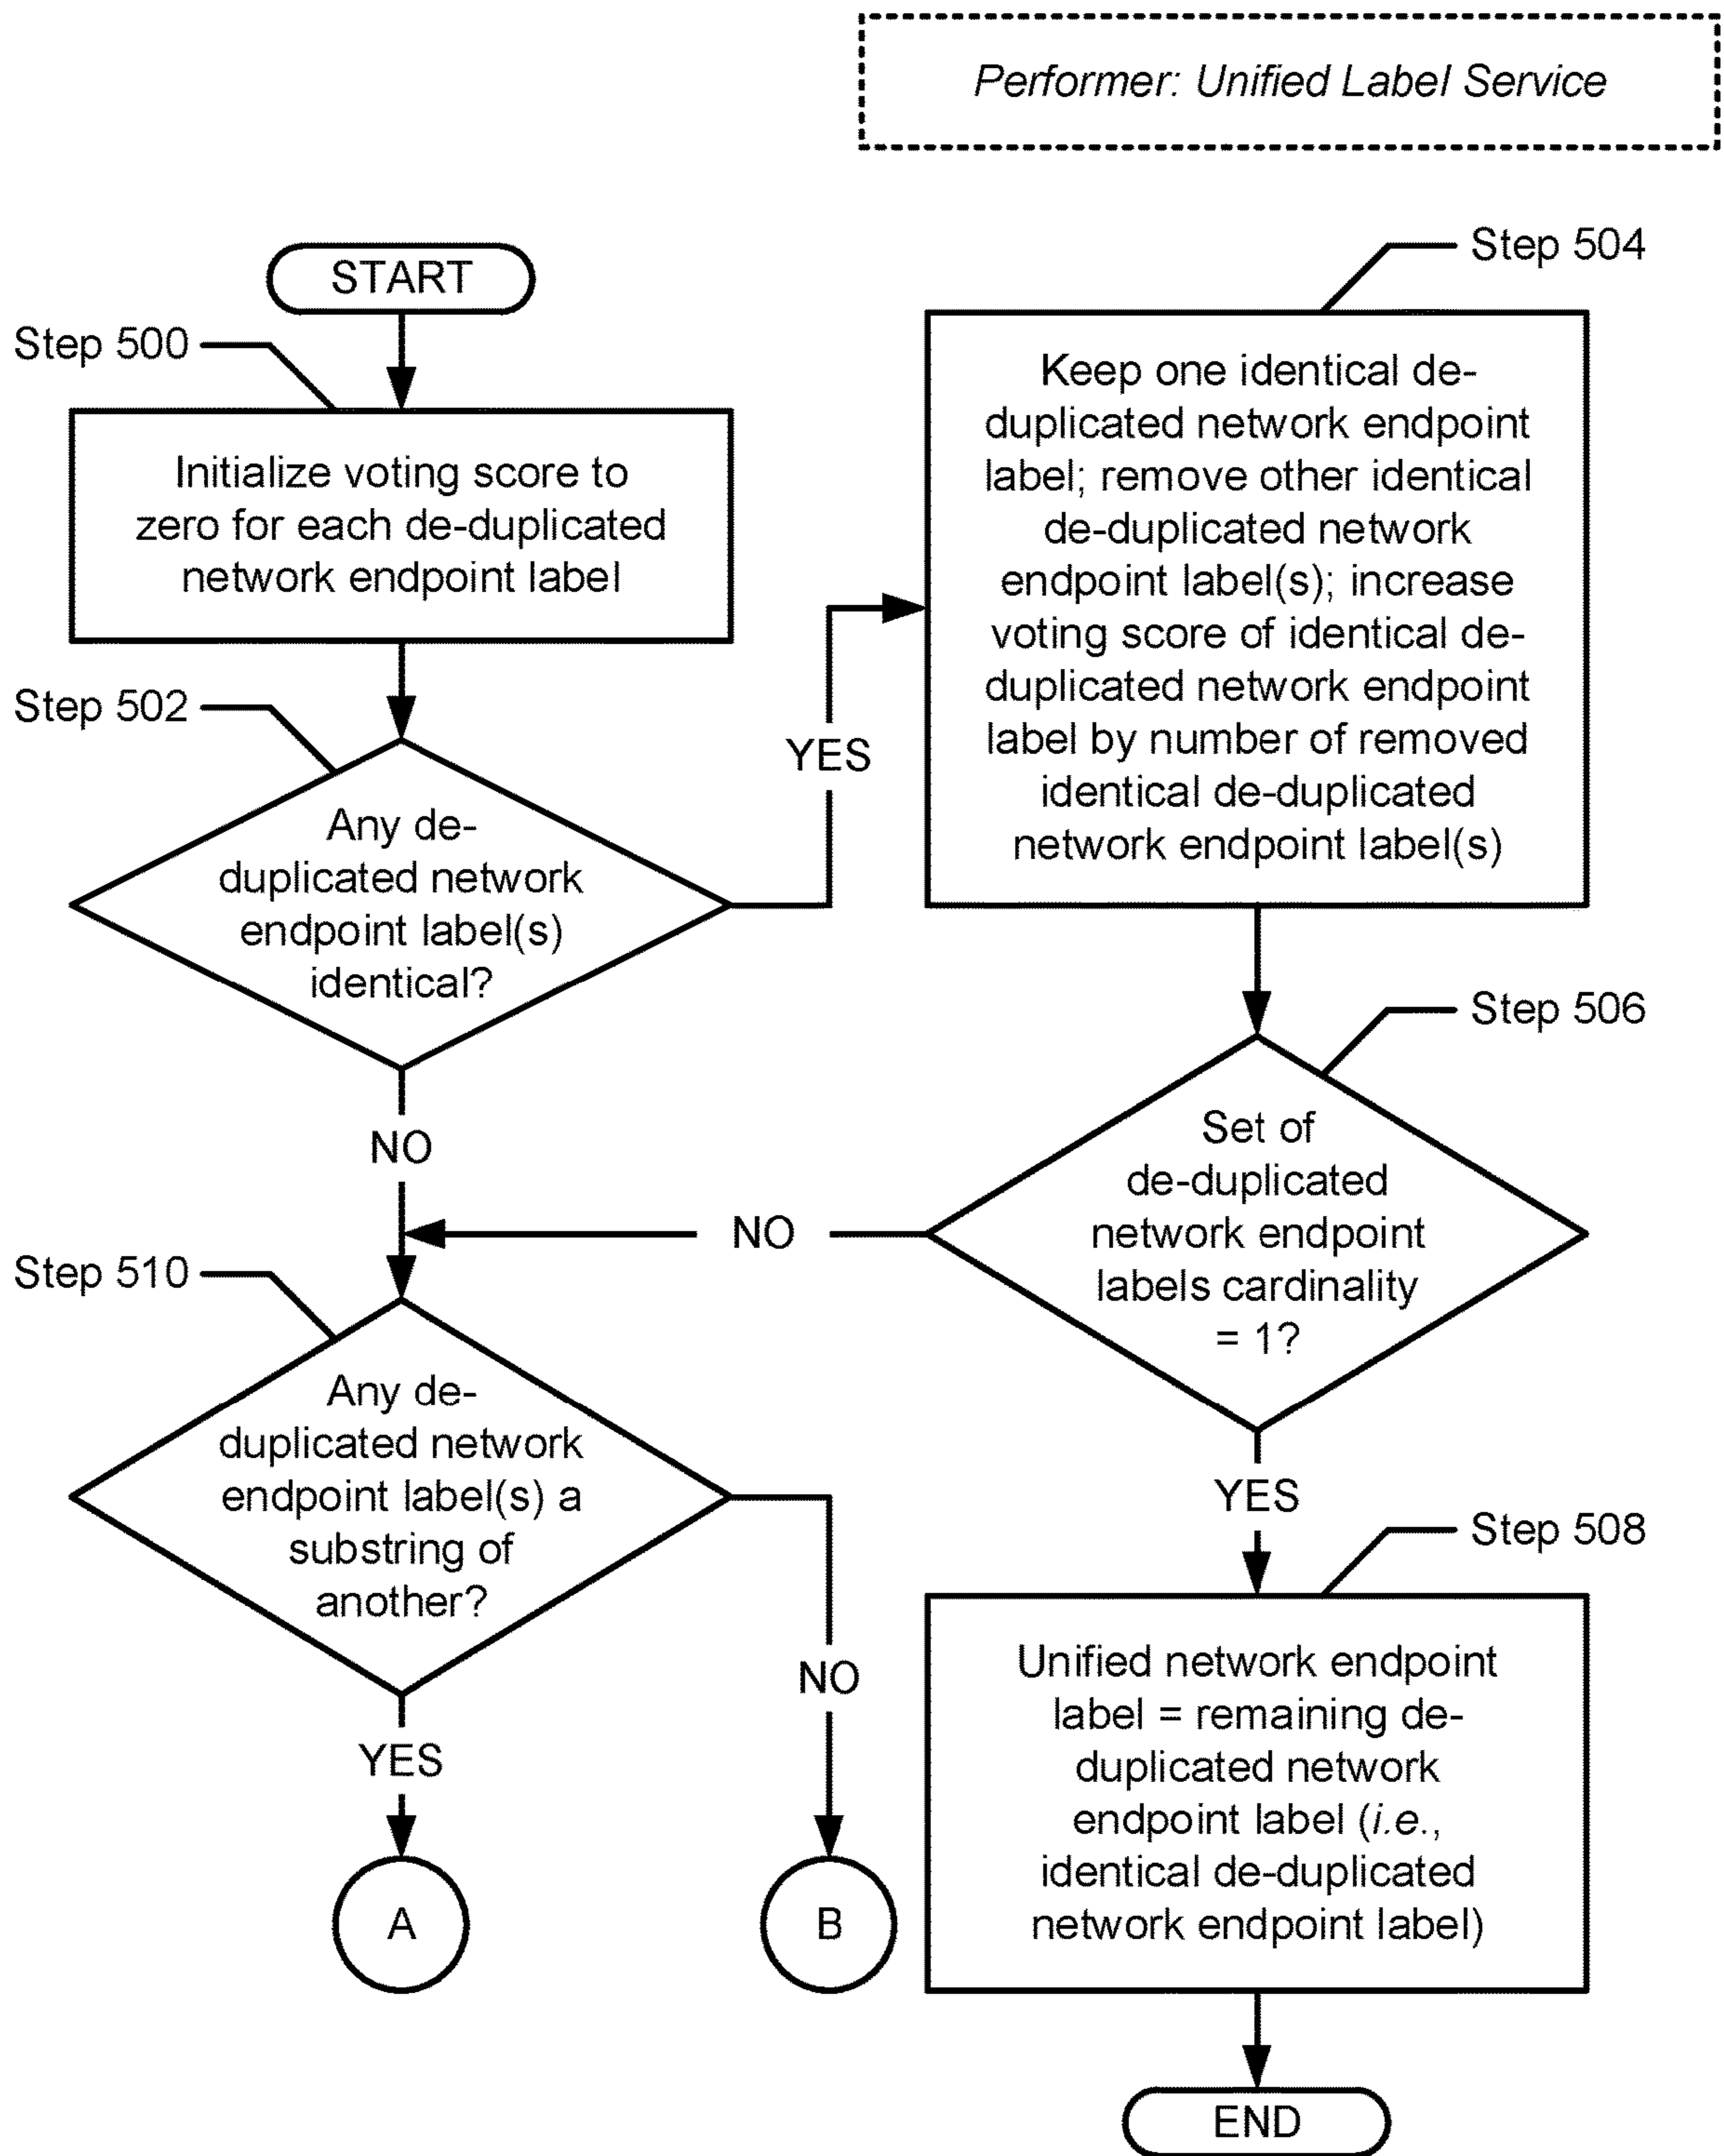 Performer: Unified Label Service
START
Step 500
Initialize voting score to
zero for each de-duplicated
network endpoint label
Step 502
Any de-
duplicated network
endpoint label(s)
identical?
YES
NO
Step 504
Keep one identical de-
duplicated network endpoint
label; remove other identical
de-duplicated network
endpoint label(s); increase
voting score of identical de-
duplicated network endpoint
label by number of removed
identical de-duplicated
network endpoint label(s)
Step 506
Set of
de-duplicated
network endpoint
labels cardinality
= 1?
NO
YES
Step 510
Any de-
duplicated network
endpoint label(s) a
substring of
another?
YES
NO
A
B
Step 508
Unified network endpoint
label = remaining de-
duplicated network
endpoint label (i.e.,
identical de-duplicated
network endpoint label)
END